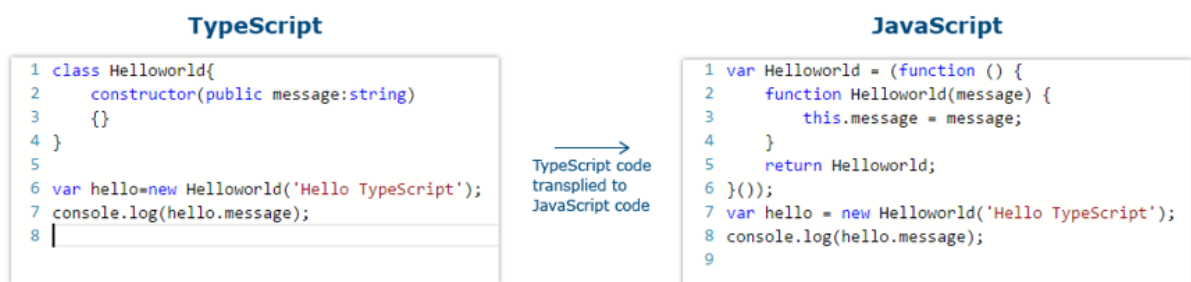 TypeScript
1 class Helloworld{
2     constructor(public message:string)
3     {}
4 }
5
6 var hello=new Helloworld('Hello TypeScript');
7 console.log(hello.message);
8
TypeScript code
transplied to
JavaScript code
JavaScript
1 var Helloworld = (function () {
2     function Helloworld(message) {
3         this.message = message;
4     }
5     return Helloworld;
6 }());
7 var hello = new Helloworld('Hello TypeScript');
8 console.log(hello.message);
9